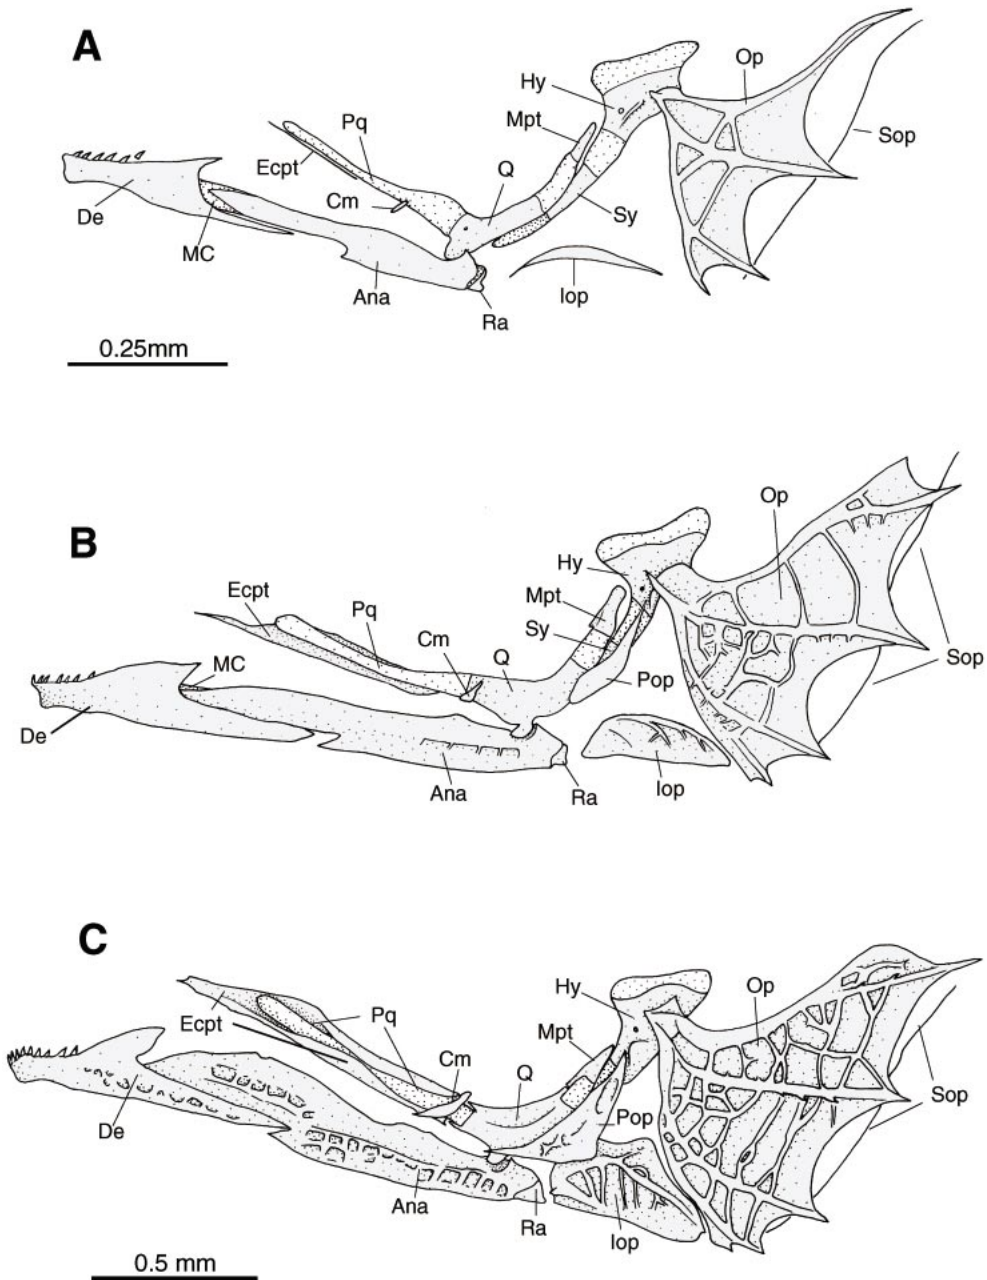 A
Op
Hy
Mpt
Sop
Pq
Ecpt
Q
Cm
Sy
De
MC
Ana
Iop
Ra
0.25mm
B
Op
Hy
Ecpt
Mpt
Pq
Sy
Cm
Q
Sop
MC
Pop
De
Ana
Ra
Iop
C
Hy
Op
Ecpt
Pq
Mpt
Cm
Q
Sop
Pop
De
Ana
Ra
Iop
0.5 mm